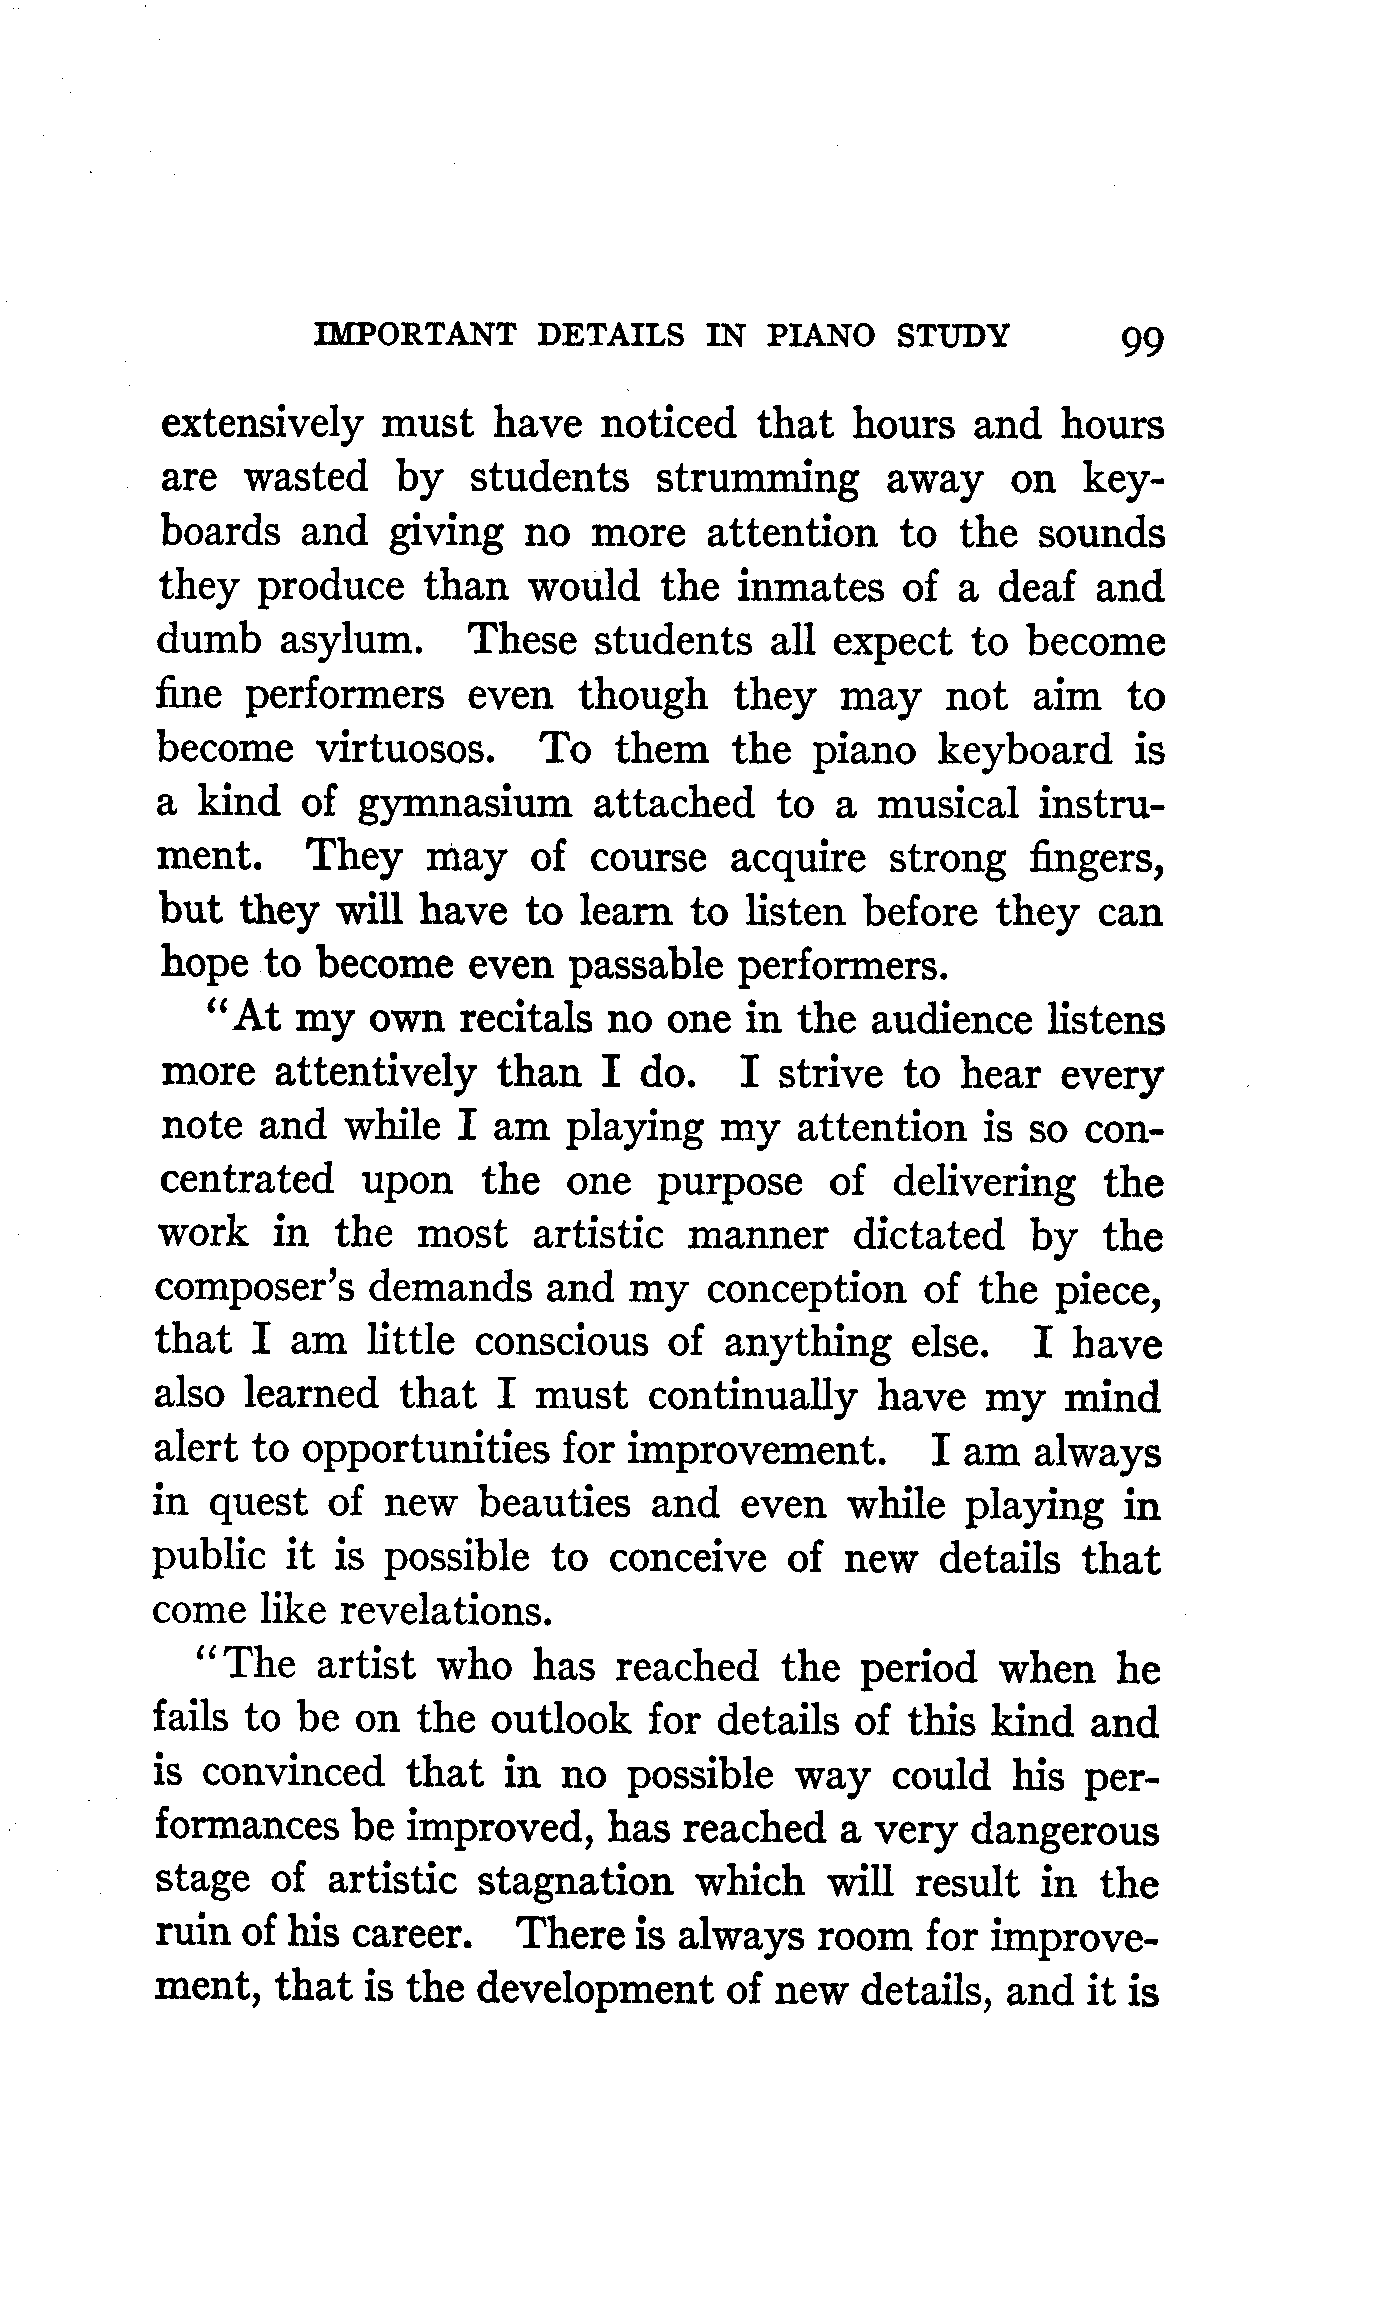 IMPORTANT DETAILS IN PIANO STUDY 99
extensively must have noticed that hours and hours
are wasted by students strumming away on key-
boards and giving no more attention to the sounds
they produce than would the inmates of a deaf and
dumb asylum. These students all expect to become
fine performers even though they may not aim to
become virtuosos. To them the piano keyboard is
a kind of gymnasium attached to a musical instru-
ment. They may of course acquire strong fingers,
but they will have to learn to listen before they can
hope to become even passable performers.
"At my own recitals no one in the audience listens
more attentively than I do. I strive to hear every
note and while I am playing my attention is so con-
centrated upon the one purpose of delivering the
work in the most artistic manner dictated by the
composer's demands and my conception of the piece,
that I am little conscious of anything else. I have
also learned that I must continually have my mind
alert to opportunities for improvement. I am always
in quest of new beauties and even while playing in
public it is possible to conceive of new details that
come like revelations.
"The artist who has reached the period when he
fails to be on the outlook for details of this kind and
is convinced that in no possible way could his per-
formances be improved, has reached a very dangerous
stage of artistic stagnation which will result in the
ruin of his career. There is always room for improve-
ment, that is the development of new details, and it is